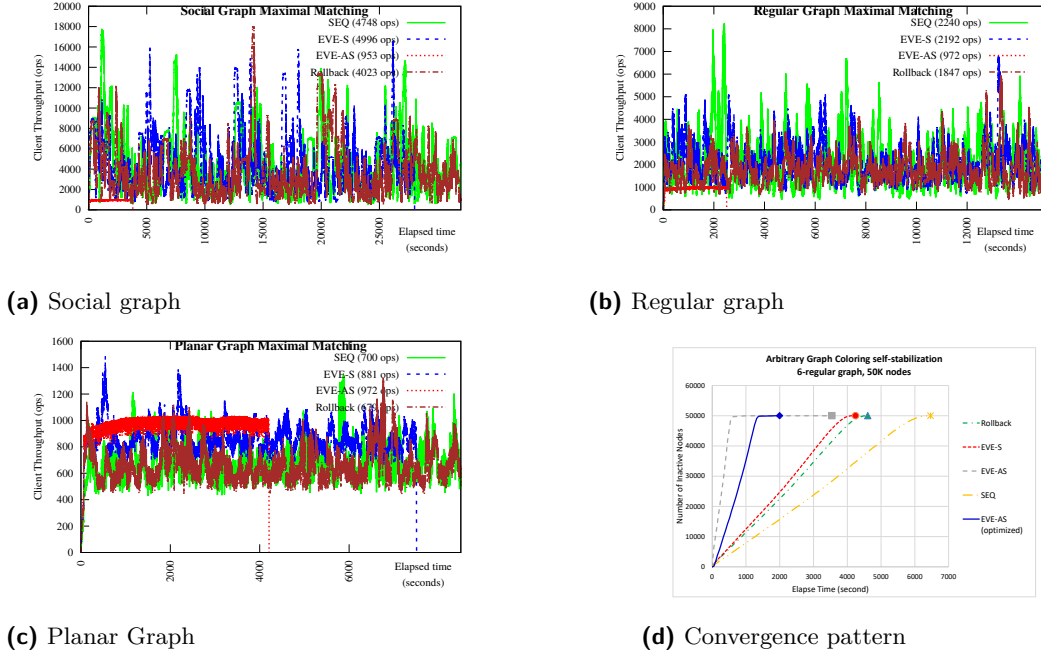 Social Graph Maximal Matching
SEQ (4748 ops)
EVE-S (4996 ops)
EVE-AS (953 ops)
Rollback (4023 ops)
Client Throughput (ops)
20000
18000
16000
14000
12000
10000
8000
6000
4000
2000
0
0
5000
10000
15000
20000
25000
Elapsed time
(seconds)
(a) Social graph
Regular Graph Maximal Matching
SEQ (2240 ops)
EVE-S (2192 ops)
EVE-AS (972 ops)
Rollback (1847 ops)
Client Throughput (ops)
9000
8000
7000
6000
5000
4000
3000
2000
1000
0
0
2000
4000
6000
8000
10000
12000
Elapsed time
(seconds)
(b) Regular graph
Planar Graph Maximal Matching
SEQ (700 ops)
EVE-S (881 ops)
EVE-AS (972 ops)
Rollback ops)
Client Throughput (ops)
1600
1400
1200
1000
800
600
400
200
0
0
2000
4000
6000
Elapsed time
(seconds)
(c) Planar Graph
Arbitrary Graph Coloring self-stabilization
6-regular graph, 50K nodes
Number of Inactive Nodes
60000
50000
40000
30000
20000
10000
0
0
1000
2000
3000
4000
5000
6000
7000
Elapse Time (second)
Rollback
EVE-S
EVE-AS
SEQ
EVE-AS
(optimized)
(d) Convergence pattern